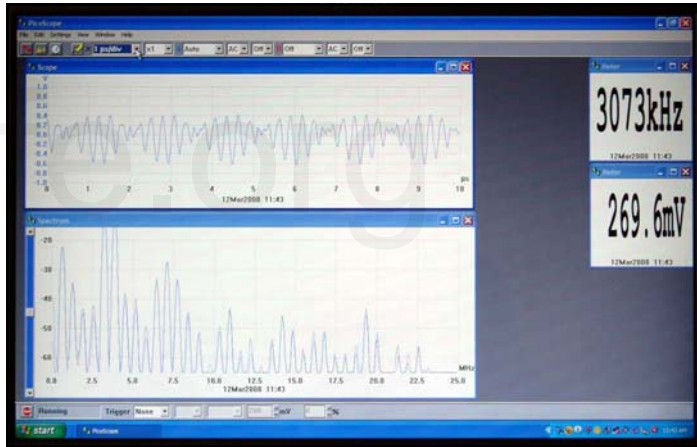 PicoScope
File Edit Settings View Window Help
1 µs/div x1 Auto AC Off Off AC Off
Scope
V
1.0
0.8
0.6
0.4
0.2
0.0
-0.2
-0.4
-0.6
-0.8
-1.0
0 1 2 3 4 5 6 7 8 9 10
µs
12Mar2008 11:43
Meter
3073kHz
12Mar2008 11:43
Meter
269.6mV
12Mar2008 11:43
Spectrum
-20
-30
-40
-50
-60
0.0 2.5 5.0 7.5 10.0 12.5 15.0 17.5 20.0 22.5 25.0
MHz
12Mar2008 11:43
Running Trigger None mV %
start PicoScope
e.org